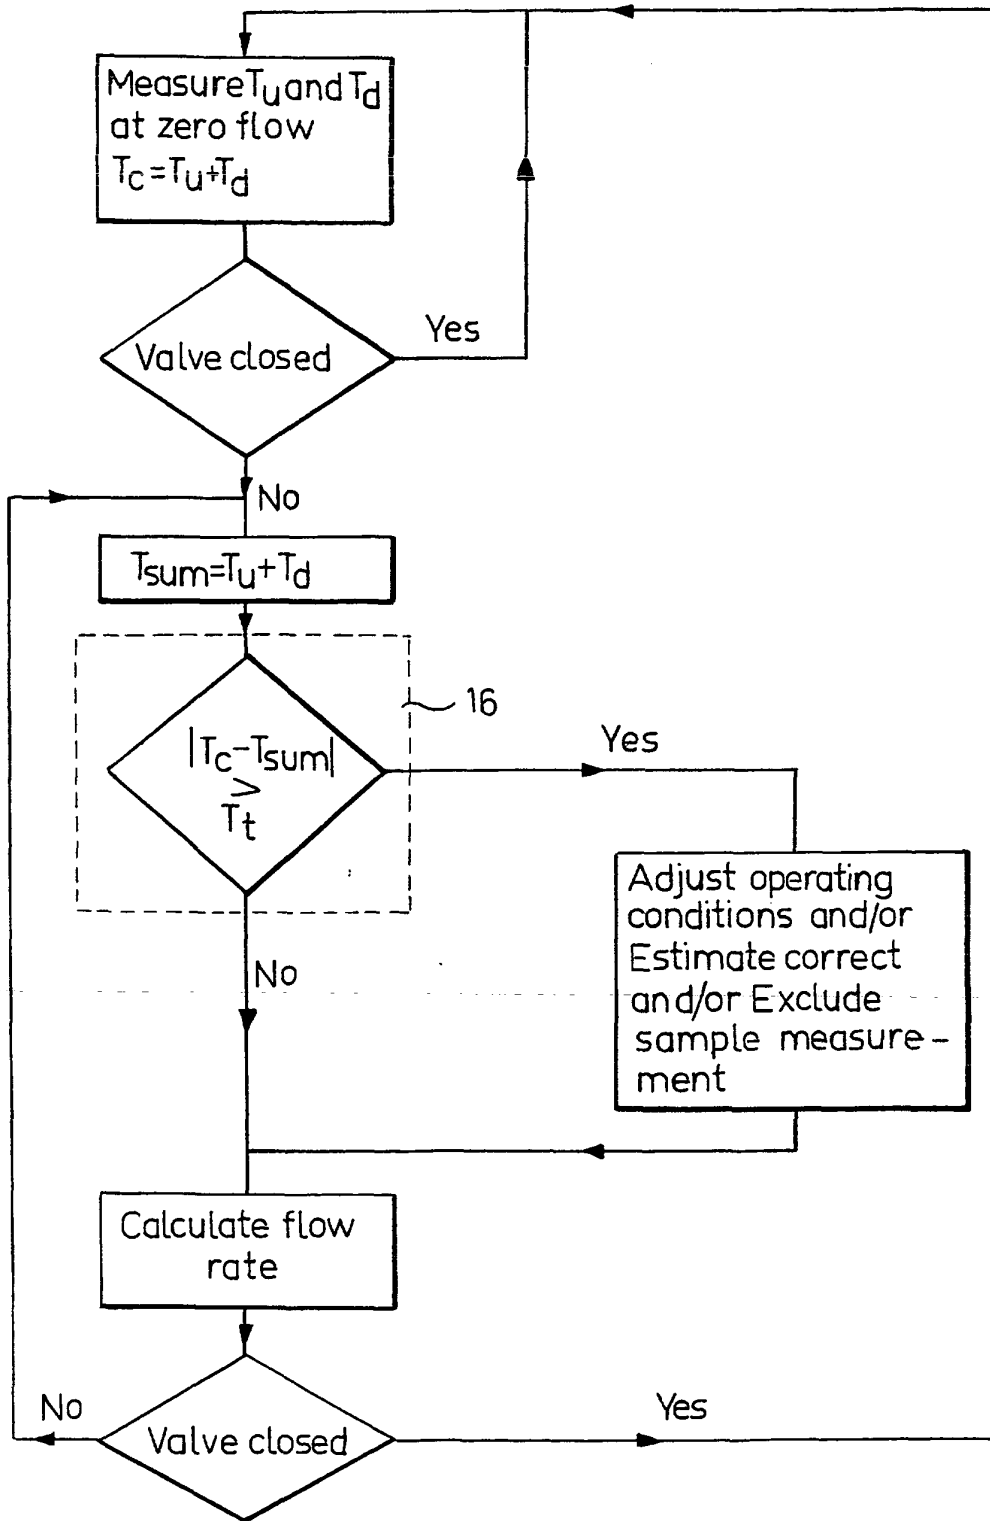 Measure Tu and Td
at zero flow
Tc=Tu+Td
Valve closed
Yes
No
Tsum=Tu+Td
16
|Tc-Tsum|
>
Tt
Yes
No
Adjust operating
conditions and/or
Estimate correct
and/or Exclude
sample measure-
ment
Calculate flow
rate
Valve closed
No
Yes